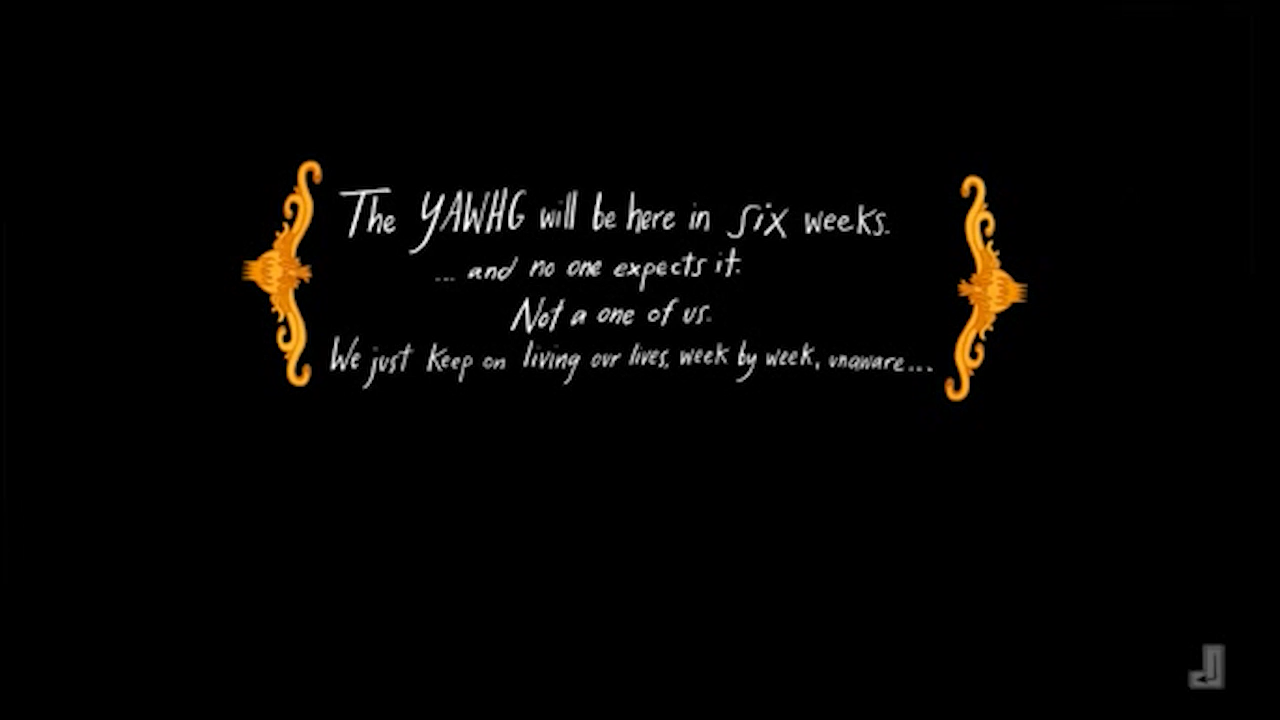 The YAWHG will be here in six weeks.
... and no one expects it.
Not a one of us.
We just keep on living our lives, week by week, unaware...